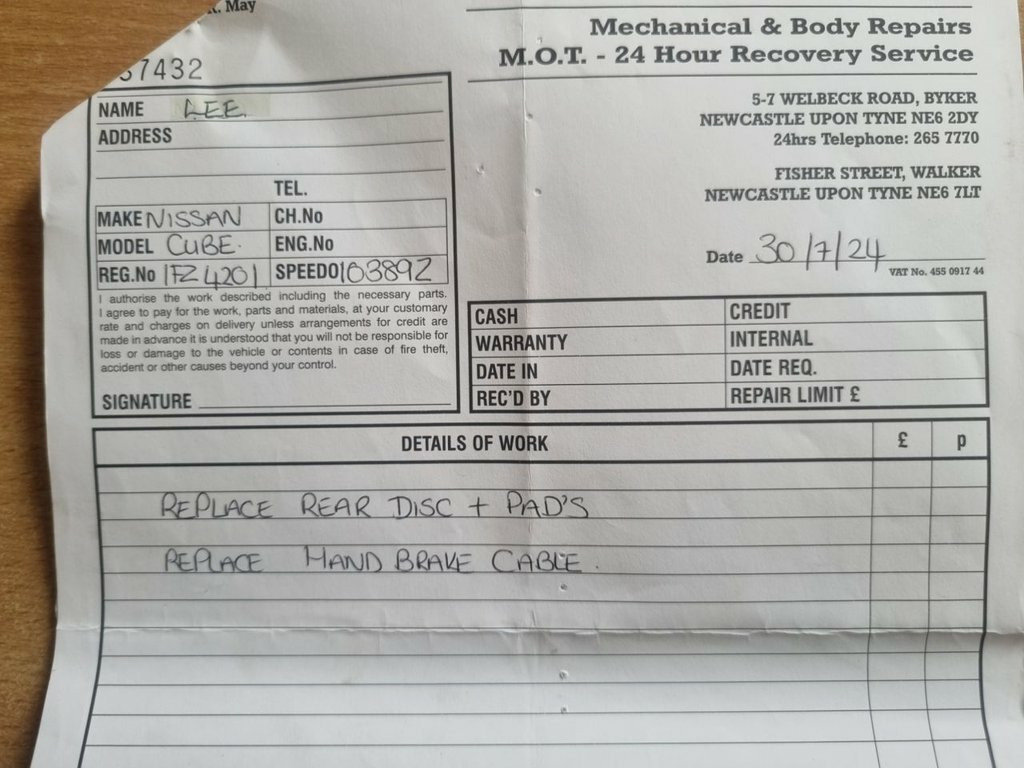 May
Mechanical & Body Repairs
M.O.T. - 24 Hour Recovery Service
5-7 WELBECK ROAD, BYKER
NEWCASTLE UPON TYNE NE6 2DY
24hrs Telephone: 265 7770
FISHER STREET, WALKER
NEWCASTLE UPON TYNE NE6 7LT
Date 30/7/24
VAT No. 455 0917 44
57432
NAME LEE
ADDRESS
TEL.
MAKE NISSAN CH.No
MODEL CUBE. ENG.No
REG.No IFZ 4201 SPEEDO 103892
I authorise the work described including the necessary parts.
I agree to pay for the work, parts and materials, at your customary
rate and charges on delivery unless arrangements for credit are
made in advance it is understood that you will not be responsible for
loss or damage to the vehicle or contents in case of fire theft,
accident or other causes beyond your control.
SIGNATURE
CASH CREDIT
WARRANTY INTERNAL
DATE IN DATE REQ.
REC'D BY REPAIR LIMIT £
DETAILS OF WORK £ p
REPLACE REAR DISC + PAD'S
REPLACE HAND BRAKE CABLE.